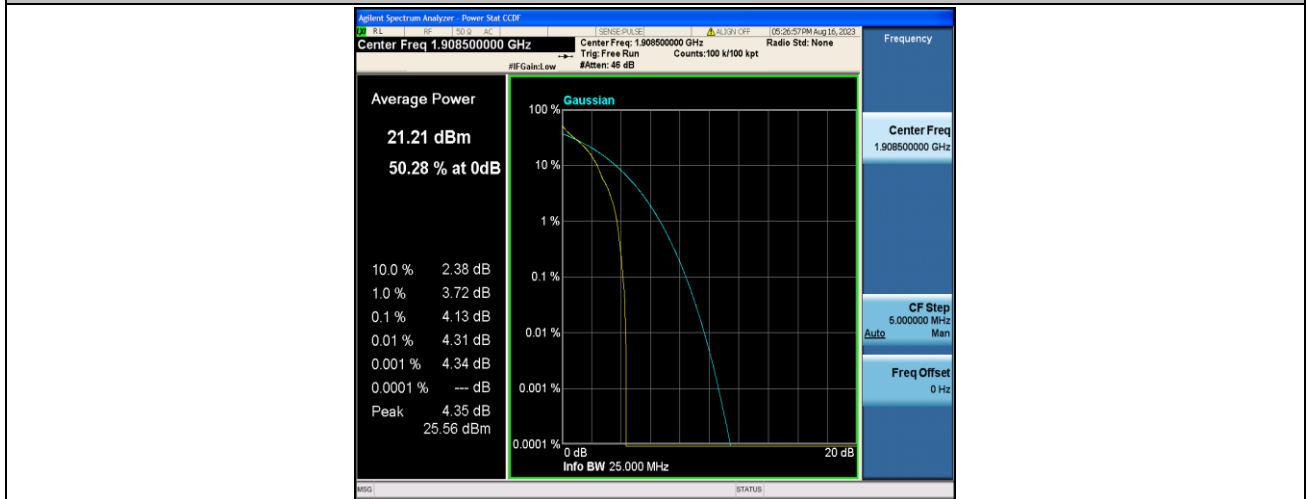 Agilent Spectrum Analyzer - Power Stat CCDF
RL RF 50 Ω AC SENSE:PULSE ALIGN OFF 05:26:57 PM Aug 16, 2023
Center Freq 1.908500000 GHz Center Freq: 1.908500000 GHz Radio Std: None
Trig: Free Run Counts:100 k/100 kpt
#IFGain:Low #Atten: 46 dB
Frequency
Average Power
21.21 dBm
50.28 % at 0dB
10.0 % 2.38 dB
1.0 % 3.72 dB
0.1 % 4.13 dB
0.01 % 4.31 dB
0.001 % 4.34 dB
0.0001 % --- dB
Peak 4.35 dB
25.56 dBm
Gaussian
100 %
10 %
1 %
0.1 %
0.01 %
0.001 %
0.0001 %
0 dB 20 dB
Info BW 25.000 MHz
Center Freq
1.908500000 GHz
CF Step
5.000000 MHz
Auto Man
Freq Offset
0 Hz
MSG STATUS